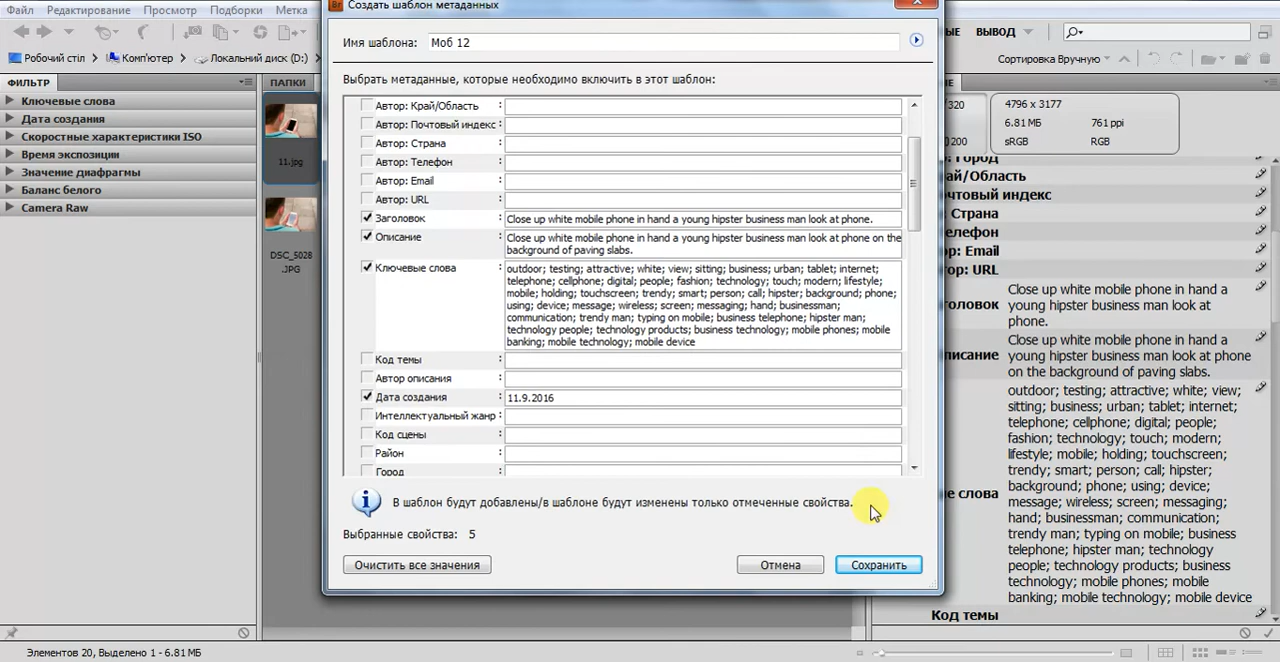 Файл Редактирование Просмотр Подборки Метка
Br Создать шаблон метаданных
ВЫВОД
Робочий стіл Комп'ютер Локальний диск (D:)
Имя шаблона: Моб 12
Сортировка Вручную
ФИЛЬТР
ПАПКИ
Выбрать метаданные, которые необходимо включить в этот шаблон:
Ключевые слова
Дата создания
Скоростные характеристики ISO
Время экспозиции
Значение диафрагмы
Баланс белого
Camera Raw
11.jpg
DSC_5028
.JPG
Автор: Край/Область :
Автор: Почтовый индекс :
Автор: Страна :
Автор: Телефон :
Автор: Email :
Автор: URL :
Заголовок : Close up white mobile phone in hand a young hipster business man look at phone.
Описание : Close up white mobile phone in hand a young hipster business man look at phone on the
background of paving slabs.
Ключевые слова : outdoor; testing; attractive; white; view; sitting; business; urban; tablet; internet;
telephone; cellphone; digital; people; fashion; technology; touch; modern; lifestyle;
mobile; holding; touchscreen; trendy; smart; person; call; hipster; background; phone;
using; device; message; wireless; screen; messaging; hand; businessman;
communication; trendy man; typing on mobile; business telephone; hipster man;
technology people; technology products; business technology; mobile phones; mobile
banking; mobile technology; mobile device
Код темы :
Автор описания :
Дата создания : 11.9.2016
Интеллектуальный жанр :
Код сцены :
Район :
Город
В шаблон будут добавлены/в шаблоне будут изменены только отмеченные свойства.
Выбранные свойства: 5
Очистить все значения
Отмена
Сохранить
4796 x 3177
6.81 МБ 761 ppi
sRGB RGB
/320
0200
Город
Край/Область
очтовый индекс
Страна
елефон
ор: Email
ор: URL
оловок Close up white mobile phone in hand a
young hipster business man look at
phone.
писание Close up white mobile phone in hand a
young hipster business man look at phone
on the background of paving slabs.
ые слова outdoor; testing; attractive; white; view;
sitting; business; urban; tablet; internet;
telephone; cellphone; digital; people;
fashion; technology; touch; modern;
lifestyle; mobile; holding; touchscreen;
trendy; smart; person; call; hipster;
background; phone; using; device;
message; wireless; screen; messaging;
hand; businessman; communication;
trendy man; typing on mobile; business
telephone; hipster man; technology
people; technology products; business
technology; mobile phones; mobile
banking; mobile technology; mobile device
Код темы
Элементов 20, Выделено 1 - 6.81 МБ